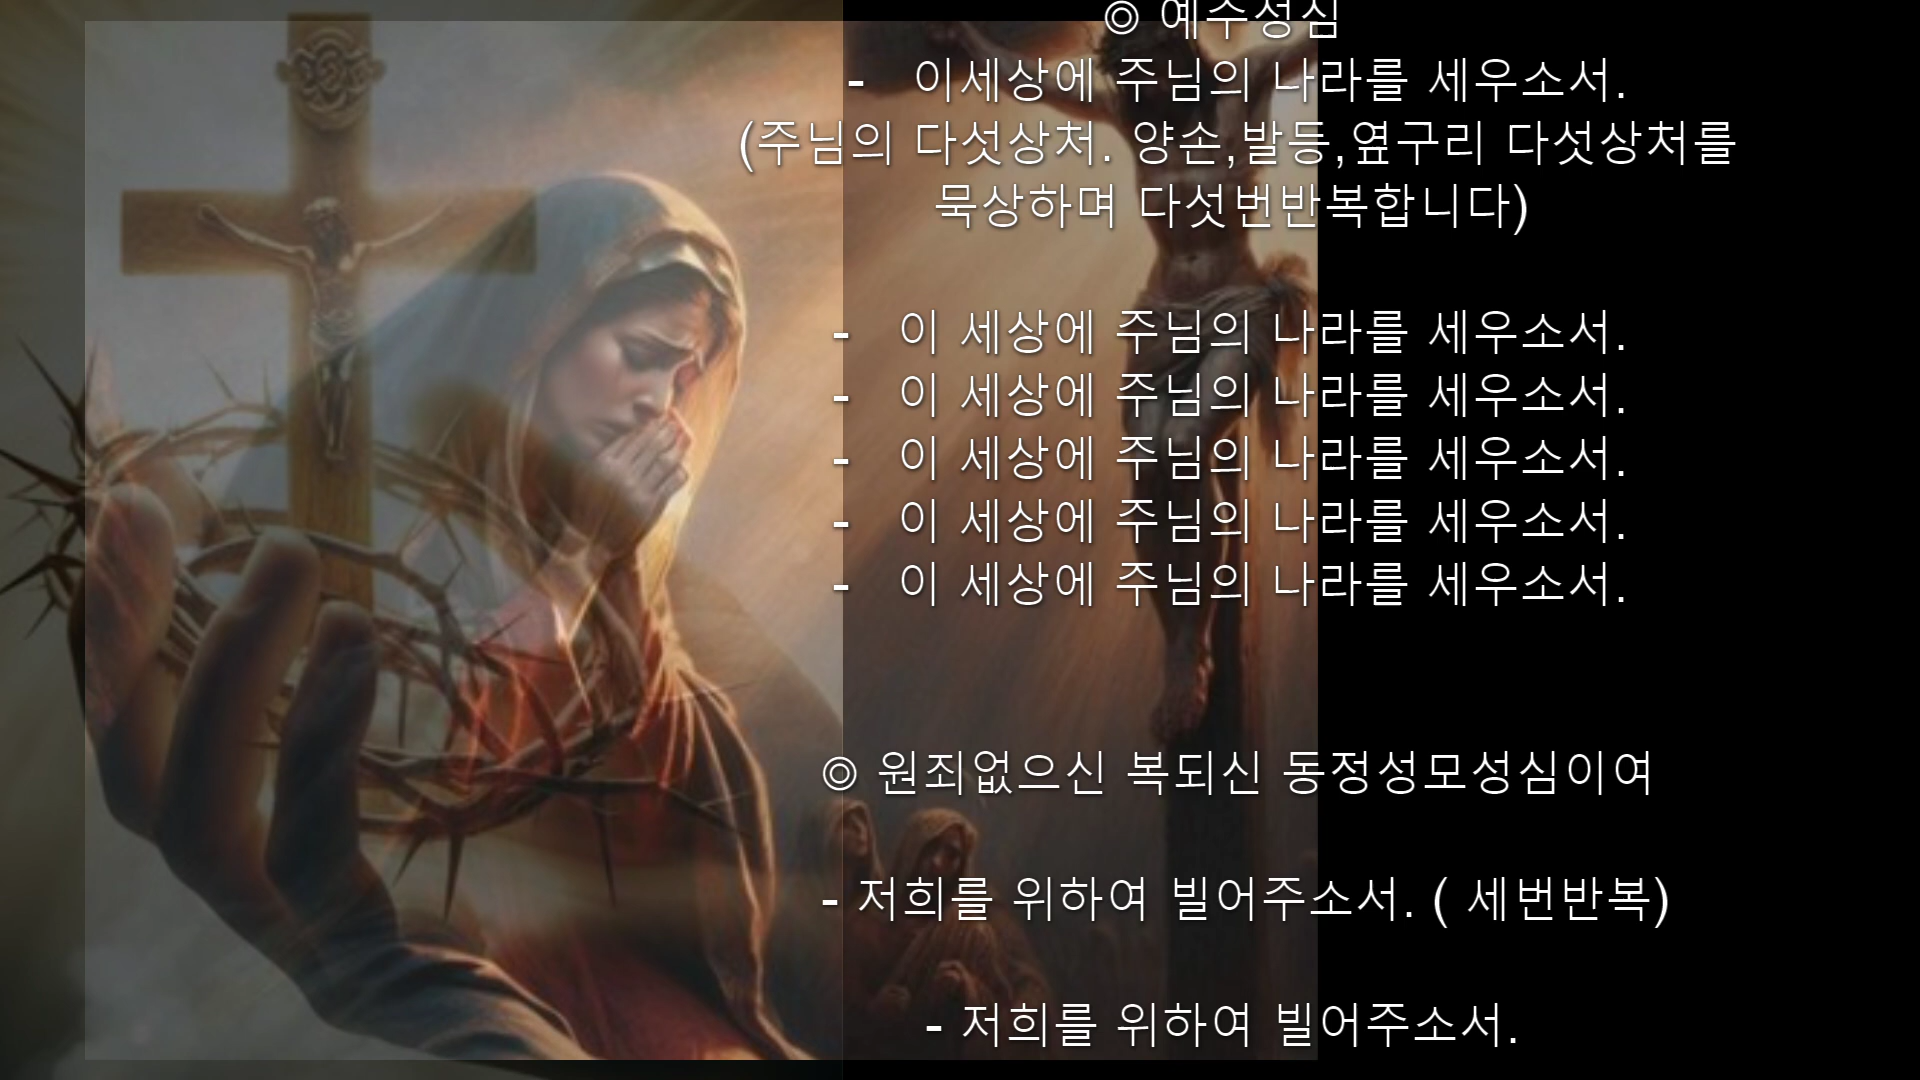 ◎ 예수성심
- 이세상에 주님의 나라를 세우소서.
(주님의 다섯상처. 양손,발등,옆구리 다섯상처를
묵상하며 다섯번반복합니다)
- 이 세상에 주님의 나라를 세우소서.
- 이 세상에 주님의 나라를 세우소서.
- 이 세상에 주님의 나라를 세우소서.
- 이 세상에 주님의 나라를 세우소서.
- 이 세상에 주님의 나라를 세우소서.
◎ 원죄없으신 복되신 동정성모성심이여
- 저희를 위하여 빌어주소서. ( 세번반복)
- 저희를 위하여 빌어주소서.